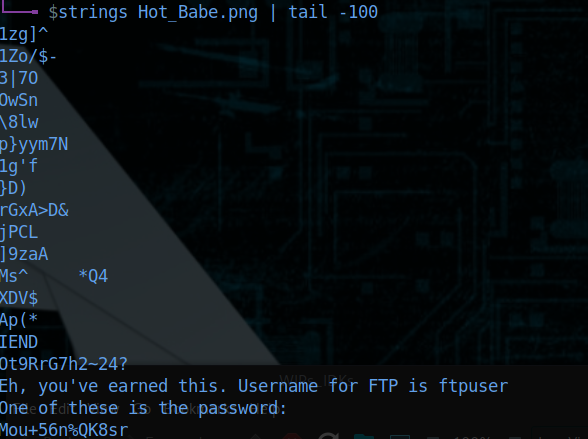 $strings Hot_Babe.png | tail -100
1zg]^
1Zo/$-
3|7O
OwSn
\8lw
p}yym7N
1g'f
}D)
rGxA>D&
jPCL
]9zaA
Ms^     *Q4
XDV$
Ap(*
IEND
Ot9RrG7h2~24?
Eh, you've earned this. Username for FTP is ftpuser
One of these is the password:
Mou+56n%QK8sr